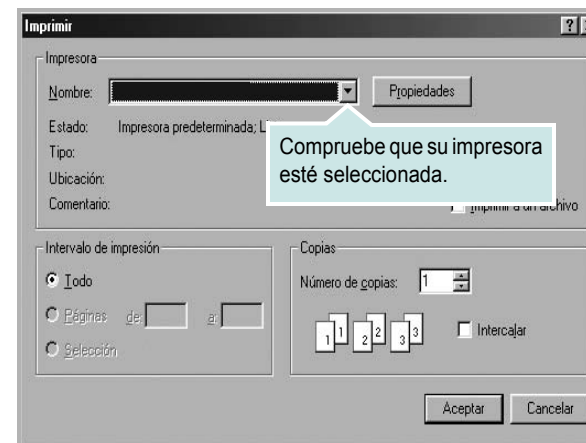 Imprimir
Impresora
Nombre:
Propiedades
Estado: Impresora predeterminada;
Compruebe que su impresora
esté seleccionada.
Tipo:
Ubicación:
Comentario:
Imprimir a un archivo
Intervalo de impresión
Todo
Páginas de: a:
Selección
Copias
Número de copias: 1
1 1 2 2 3 3
Intercalar
Aceptar Cancelar